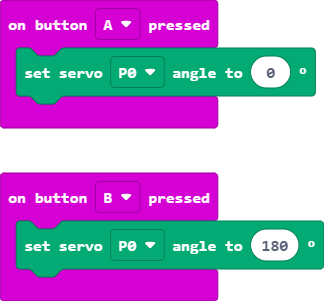 on button A pressed
set servo P0 angle to 0 °
on button B pressed
set servo P0 angle to 180 °